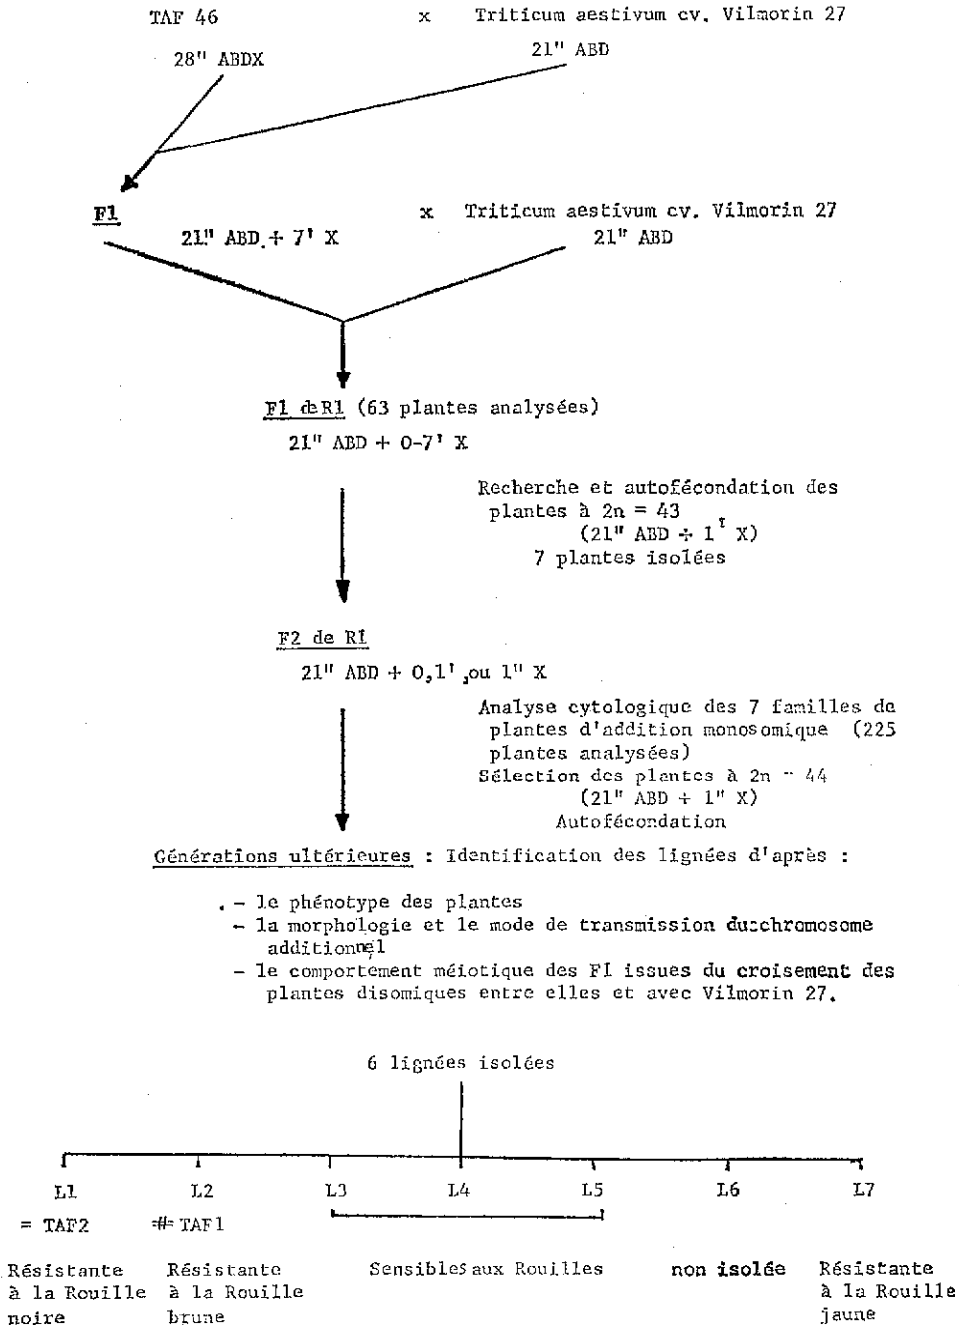 TAF 46 x Triticum aestivum cv. Vilmorin 27
28" ABDX 21" ABD
F1 x Triticum aestivum cv. Vilmorin 27
21" ABD + 7' X 21" ABD
F1 de R1 (63 plantes analysées)
21" ABD + 0-7' X
Recherche et autofécondation des
plantes à 2n = 43
(21" ABD + 1' X)
7 plantes isolées
F2 de R1
21" ABD + 0,1',ou 1" X
Analyse cytologique des 7 familles de
plantes d'addition monosomique (225
plantes analysées)
Sélection des plantes à 2n - 44
(21" ABD + 1" X)
Autofécondation
Générations ultérieures : Identification des lignées d'après :
- le phénotype des plantes
- la morphologie et le mode de transmission du chromosome
additionnel
- le comportement méiotique des F1 issues du croisement des
plantes disomiques entre elles et avec Vilmorin 27.
6 lignées isolées
L1 L2 L3 L4 L5 L6 L7
= TAF2 =#= TAF1
Résistante Résistante Sensibles aux Rouilles non isolée Résistante
à la Rouille à la Rouille à la Rouille
noire brune jaune